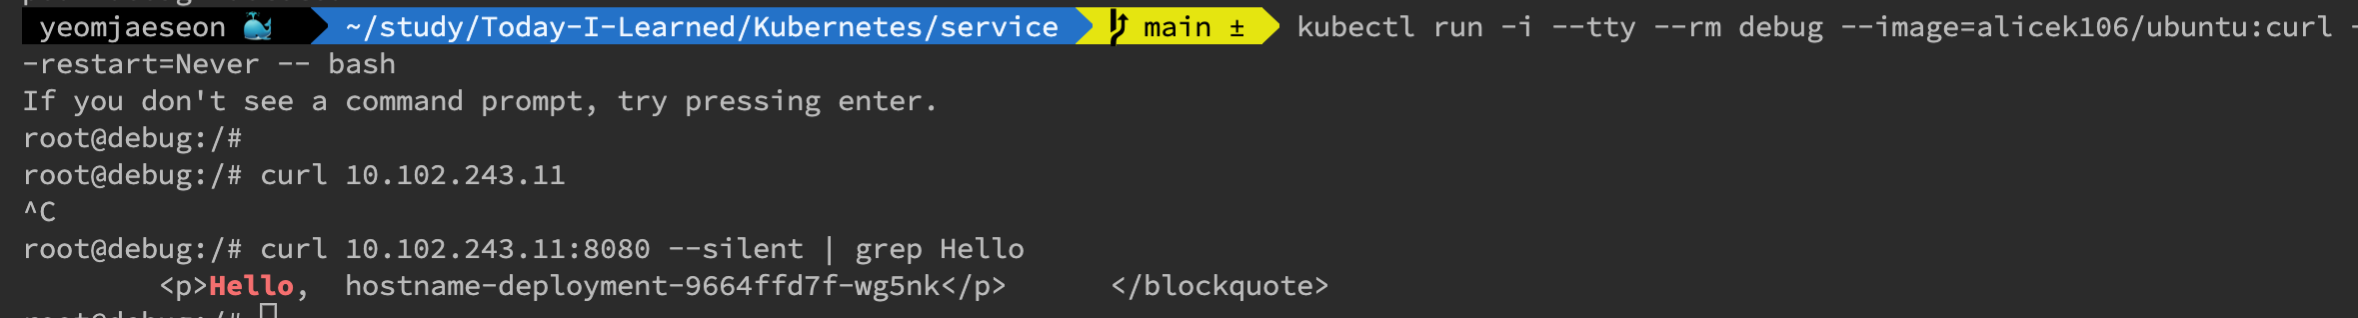 yeomjaeseon 🐳 ~/study/Today-I-Learned/Kubernetes/service main ± kubectl run -i --tty --rm debug --image=alicek106/ubuntu:curl -
-restart=Never -- bash
If you don't see a command prompt, try pressing enter.
root@debug:/#
root@debug:/# curl 10.102.243.11
^C
root@debug:/# curl 10.102.243.11:8080 --silent | grep Hello
<p>Hello,  hostname-deployment-9664ffd7f-wg5nk</p>      </blockquote>
root@debug:/#